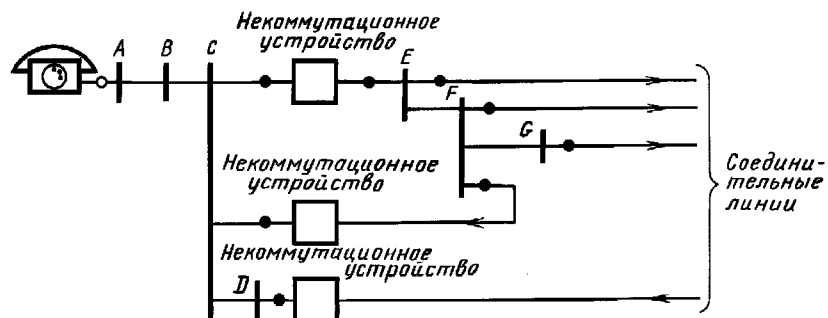 Некоммутационное
устройство
A B C
E
F
G
Некоммутационное
устройство
Соедини-
тельные
линии
Некоммутационное
устройство
D